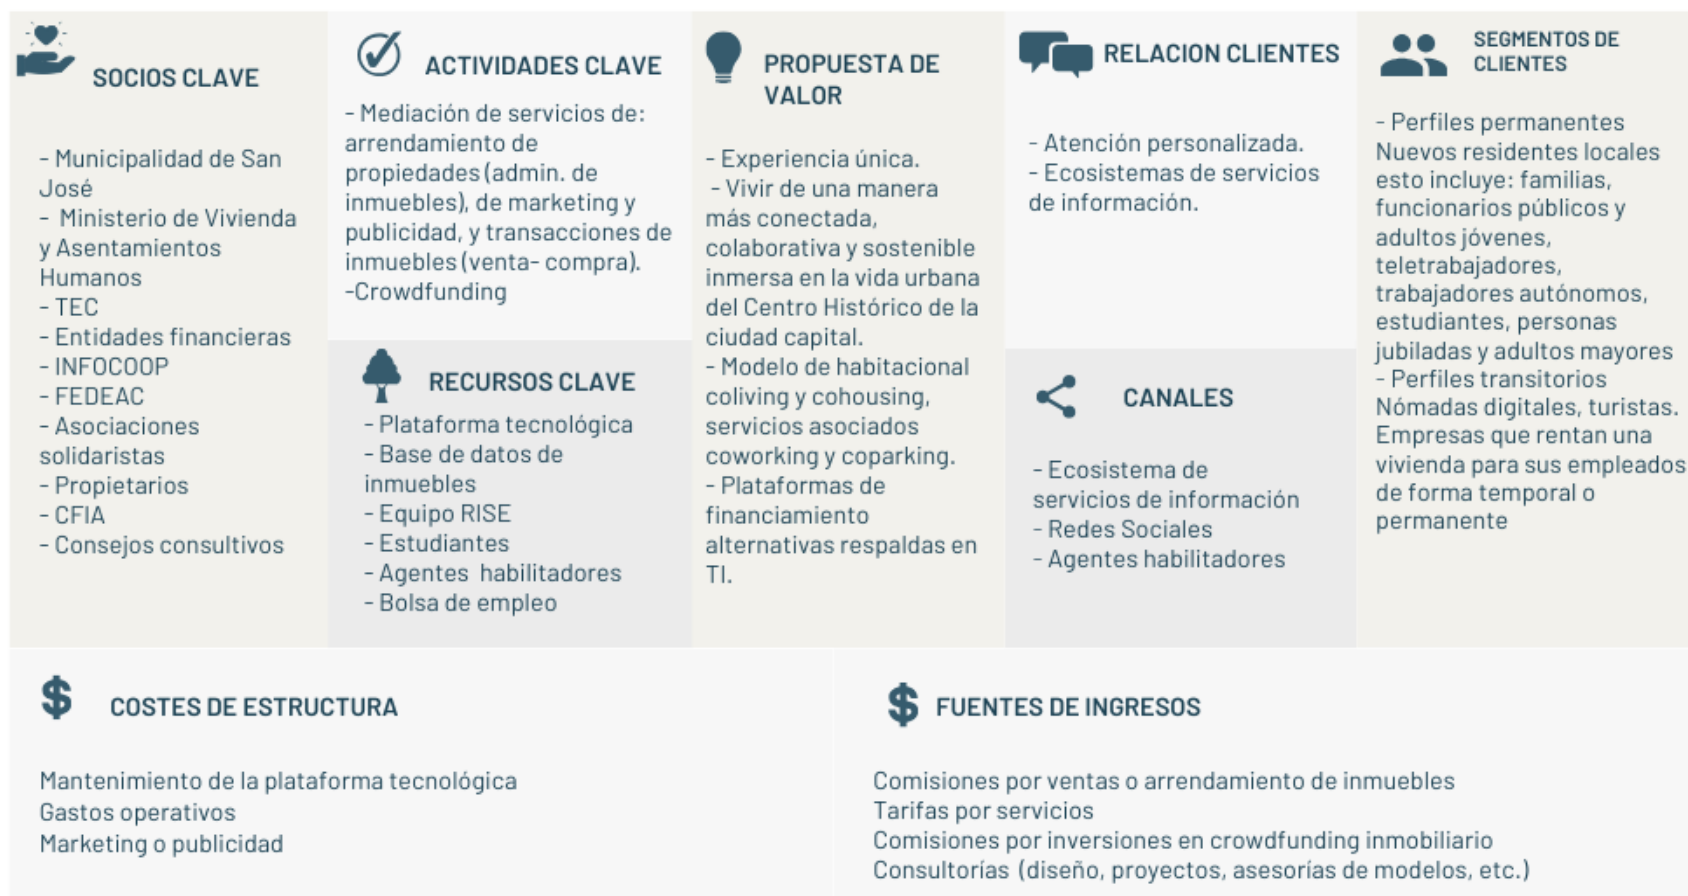 SOCIOS CLAVE
- Municipalidad de San
José
- Ministerio de Vivienda
y Asentamientos
Humanos
- TEC
- Entidades financieras
- INFOCOOP
- FEDEAC
- Asociaciones
solidaristas
- Propietarios
- CFIA
- Consejos consultivos
ACTIVIDADES CLAVE
- Mediación de servicios de:
arrendamiento de
propiedades (admin. de
inmuebles), de marketing y
publicidad, y transacciones de
inmuebles (venta- compra).
-Crowdfunding
RECURSOS CLAVE
- Plataforma tecnológica
- Base de datos de
inmuebles
- Equipo RISE
- Estudiantes
- Agentes habilitadores
- Bolsa de empleo
PROPUESTA DE
VALOR
- Experiencia única.
- Vivir de una manera
más conectada,
colaborativa y sostenible
inmersa en la vida urbana
del Centro Histórico de la
ciudad capital.
- Modelo de habitacional
coliving y cohousing,
servicios asociados
coworking y coparking.
- Plataformas de
financiamiento
alternativas respaldas en
TI.
RELACION CLIENTES
- Atención personalizada.
- Ecosistemas de servicios
de información.
CANALES
- Ecosistema de
servicios de información
- Redes Sociales
- Agentes habilitadores
SEGMENTOS DE
CLIENTES
- Perfiles permanentes
Nuevos residentes locales
esto incluye: familias,
funcionarios públicos y
adultos jóvenes,
teletrabajadores,
trabajadores autónomos,
estudiantes, personas
jubiladas y adultos mayores
- Perfiles transitorios
Nómadas digitales, turistas.
Empresas que rentan una
vivienda para sus empleados
de forma temporal o
permanente
COSTES DE ESTRUCTURA
Mantenimiento de la plataforma tecnológica
Gastos operativos
Marketing o publicidad
FUENTES DE INGRESOS
Comisiones por ventas o arrendamiento de inmuebles
Tarifas por servicios
Comisiones por inversiones en crowdfunding inmobiliario
Consultorías (diseño, proyectos, asesorías de modelos, etc.)